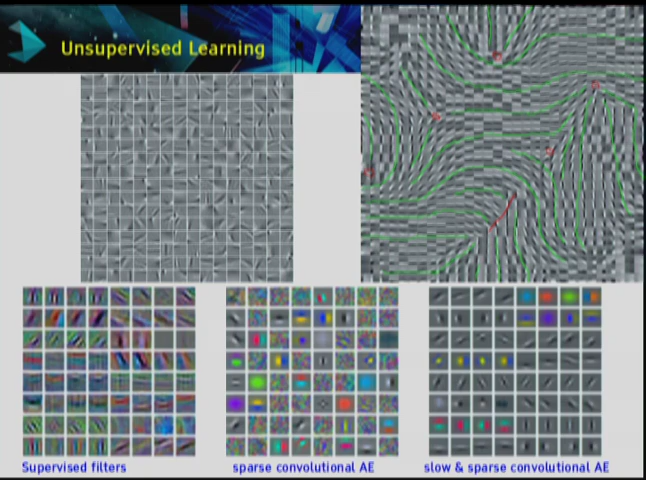 Unsupervised Learning
Supervised filters
sparse convolutional AE
slow & sparse convolutional AE